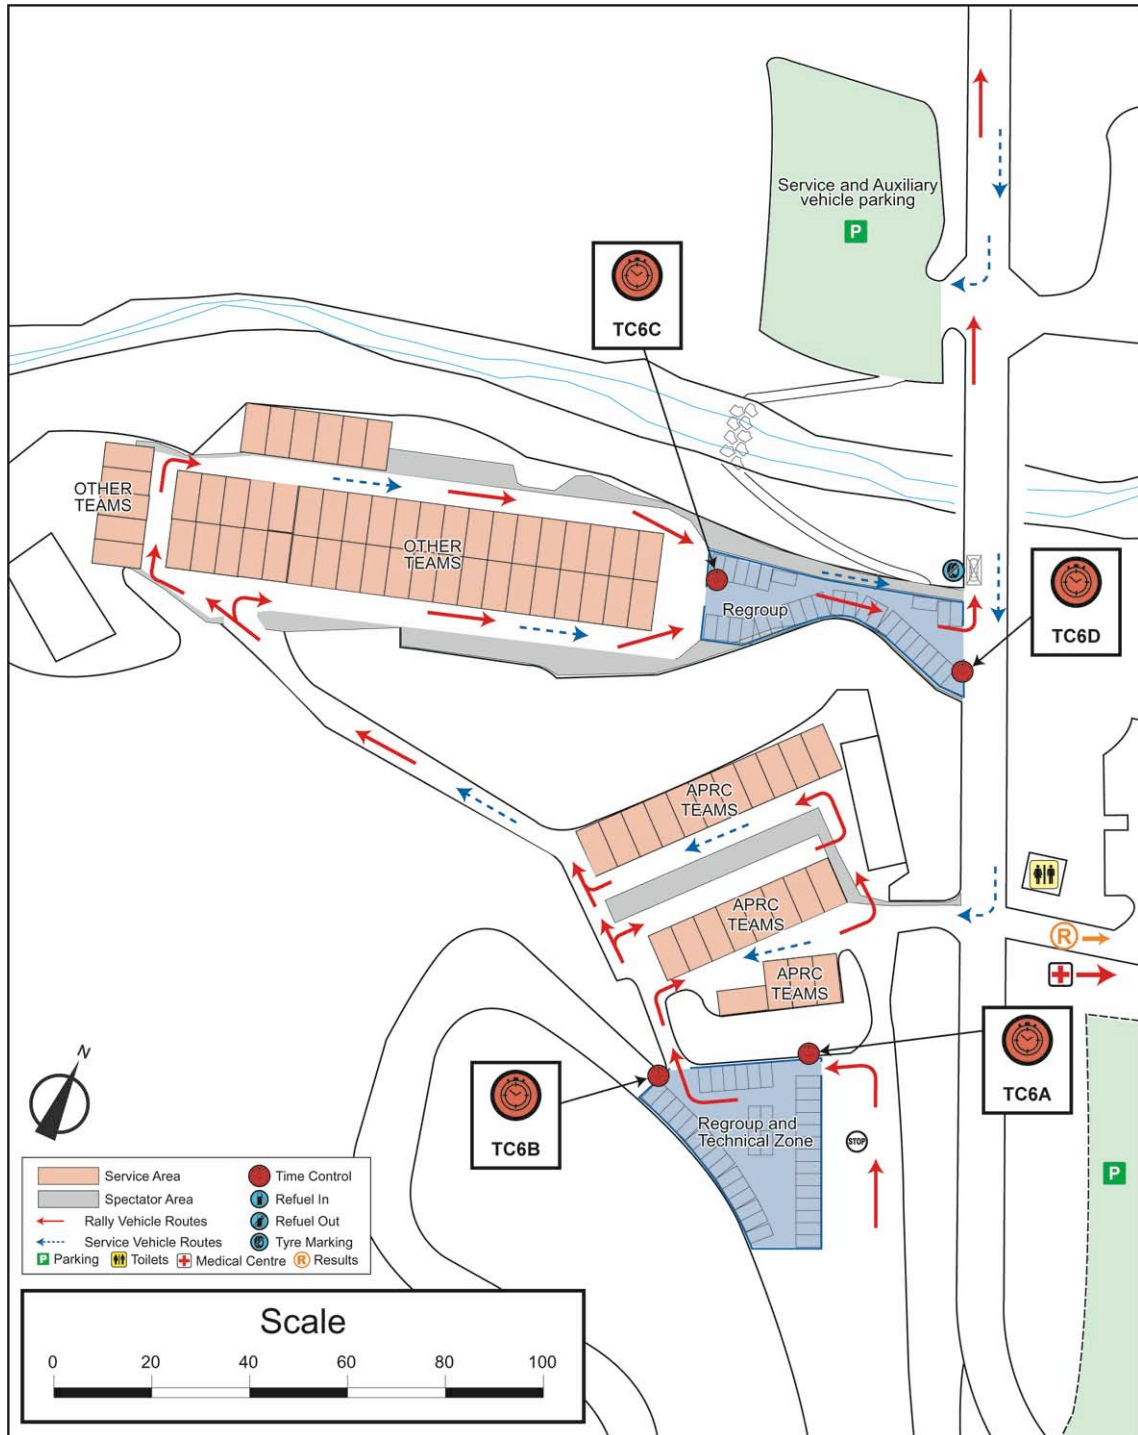 Service and Auxiliary
vehicle parking
P
TC6C
OTHER
TEAMS
OTHER
TEAMS
Regroup
TC6D
APRC
TEAMS
APRC
TEAMS
R
APRC
TEAMS
TC6A
N
TC6B
Regroup and
Technical Zone
STOP
P
Service Area
Time Control
Spectator Area
Refuel In
Rally Vehicle Routes
Refuel Out
Service Vehicle Routes
Tyre Marking
P Parking
Toilets
Medical Centre
R Results
Scale
0 20 40 60 80 100